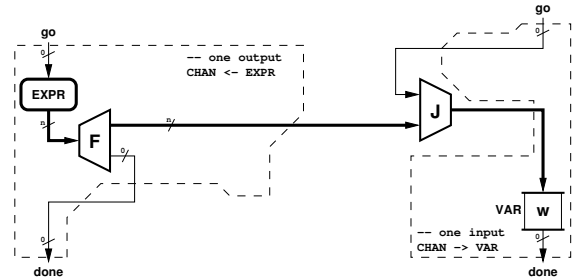 go
0
EXPR
n
F
0
n
-- one output
CHAN <- EXPR
0
done
go
0
J
VAR
W
-- one input
CHAN -> VAR
0
done